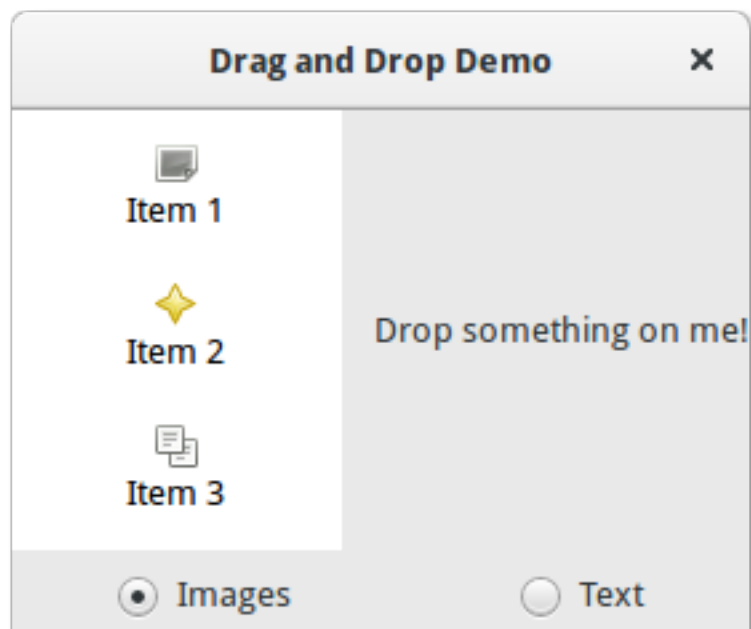 Drag and Drop Demo
Item 1
Item 2
Item 3
Drop something on me!
Images
Text